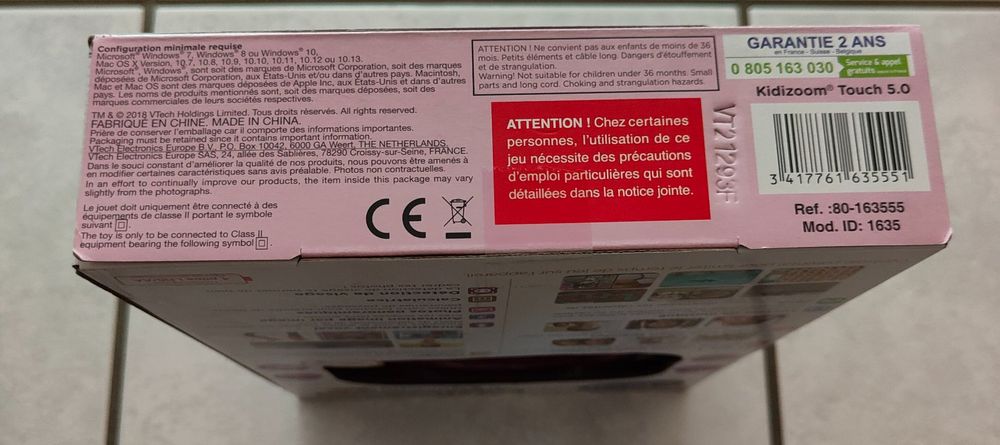 Configuration minimale requise
Microsoft® Windows® 7, Windows® 8 ou Windows® 10,
Mac OS X Version, 10.7, 10.8, 10.9, 10.10, 10.11, 10.12 ou 10.13.
Microsoft®, Windows®, sont soit des marques de Microsoft Corporation, soit des marques
déposées de Microsoft Corporation, aux États-Unis et/ou dans d'autres pays. Macintosh,
Mac et Mac OS sont des marques déposées de Apple Inc. aux États-Unis et dans d'autres
pays. Les noms de produits mentionnés sont, soit des marques déposées, soit des
marques commerciales de leurs sociétés respectives.
TM & © 2018 VTech Holdings Limited. Tous droits réservés. All rights reserved.
FABRIQUÉ EN CHINE. MADE IN CHINA.
Prière de conserver l'emballage car il comporte des informations importantes.
Packaging must be retained since it contains important information.
VTech Electronics Europe B.V. P.O. Box 10042, 6000 GA Weert, THE NETHERLANDS.
VTech Electronics Europe SAS, 24, allée des Sablières, 78290 Croissy-sur-Seine, FRANCE.
Dans le souci constant d'améliorer la qualité de nos produits, nous pouvons être amenés à
en modifier certaines caractéristiques sans avis préalable. Photos non contractuelles.
In an effort to continually improve our products, the item inside this package may vary
slightly from the photographs.
Le jouet doit uniquement être connecté à des
équipements de classe II portant le symbole
suivant
The toy is only to be connected to Class II
equipment bearing the following symbol
CE
ATTENTION ! Ne convient pas aux enfants de moins de 36
mois. Petits éléments et câble long. Dangers d'étouffement
et de strangulation.
Warning! Not suitable for children under 36 months. Small
parts and long cord. Choking and strangulation hazards.
ATTENTION ! Chez certaines
personnes, l'utilisation de ce
jeu nécessite des précautions
d'emploi particulières qui sont
détaillées dans la notice jointe.
GARANTIE 2 ANS
en France - Suisse - Belgique
0 805 163 030 Service & appel
gratuits
Kidizoom® Touch 5.0
3 417761 635551
Ref. :80-163555
Mod. ID: 1635
Calculatrice